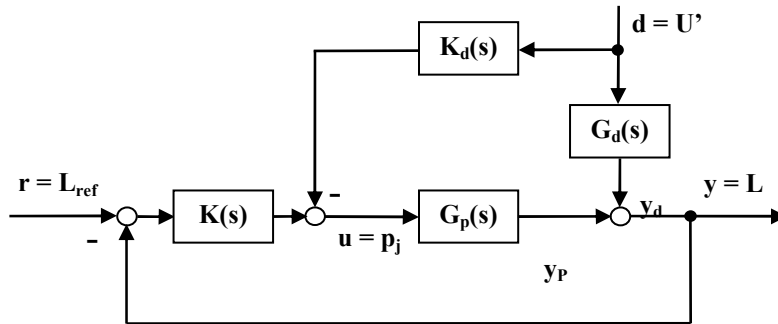 d = U’
K_d(s)
G_d(s)
r = L_ref
y = L
-
K(s)
G_p(s)
y_d
-
u = p_j
y_P